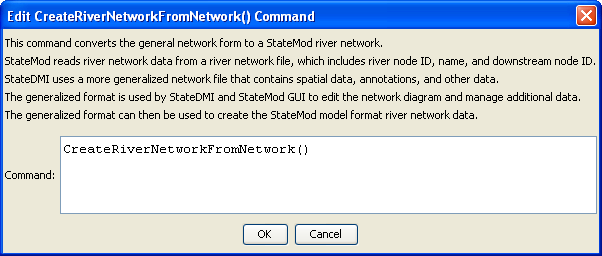 Edit CreateRiverNetworkFromNetwork() Command
This command converts the general network form to a StateMod river network.
StateMod reads river network data from a river network file, which includes river node ID, name, and downstream node ID.
StateDMI uses a more generalized network file that contains spatial data, annotations, and other data.
The generalized format is used by StateDMI and StateMod GUI to edit the network diagram and manage additional data.
The generalized format can then be used to create the StateMod model format river network data.
CreateRiverNetworkFromNetwork()
Command:
OK Cancel